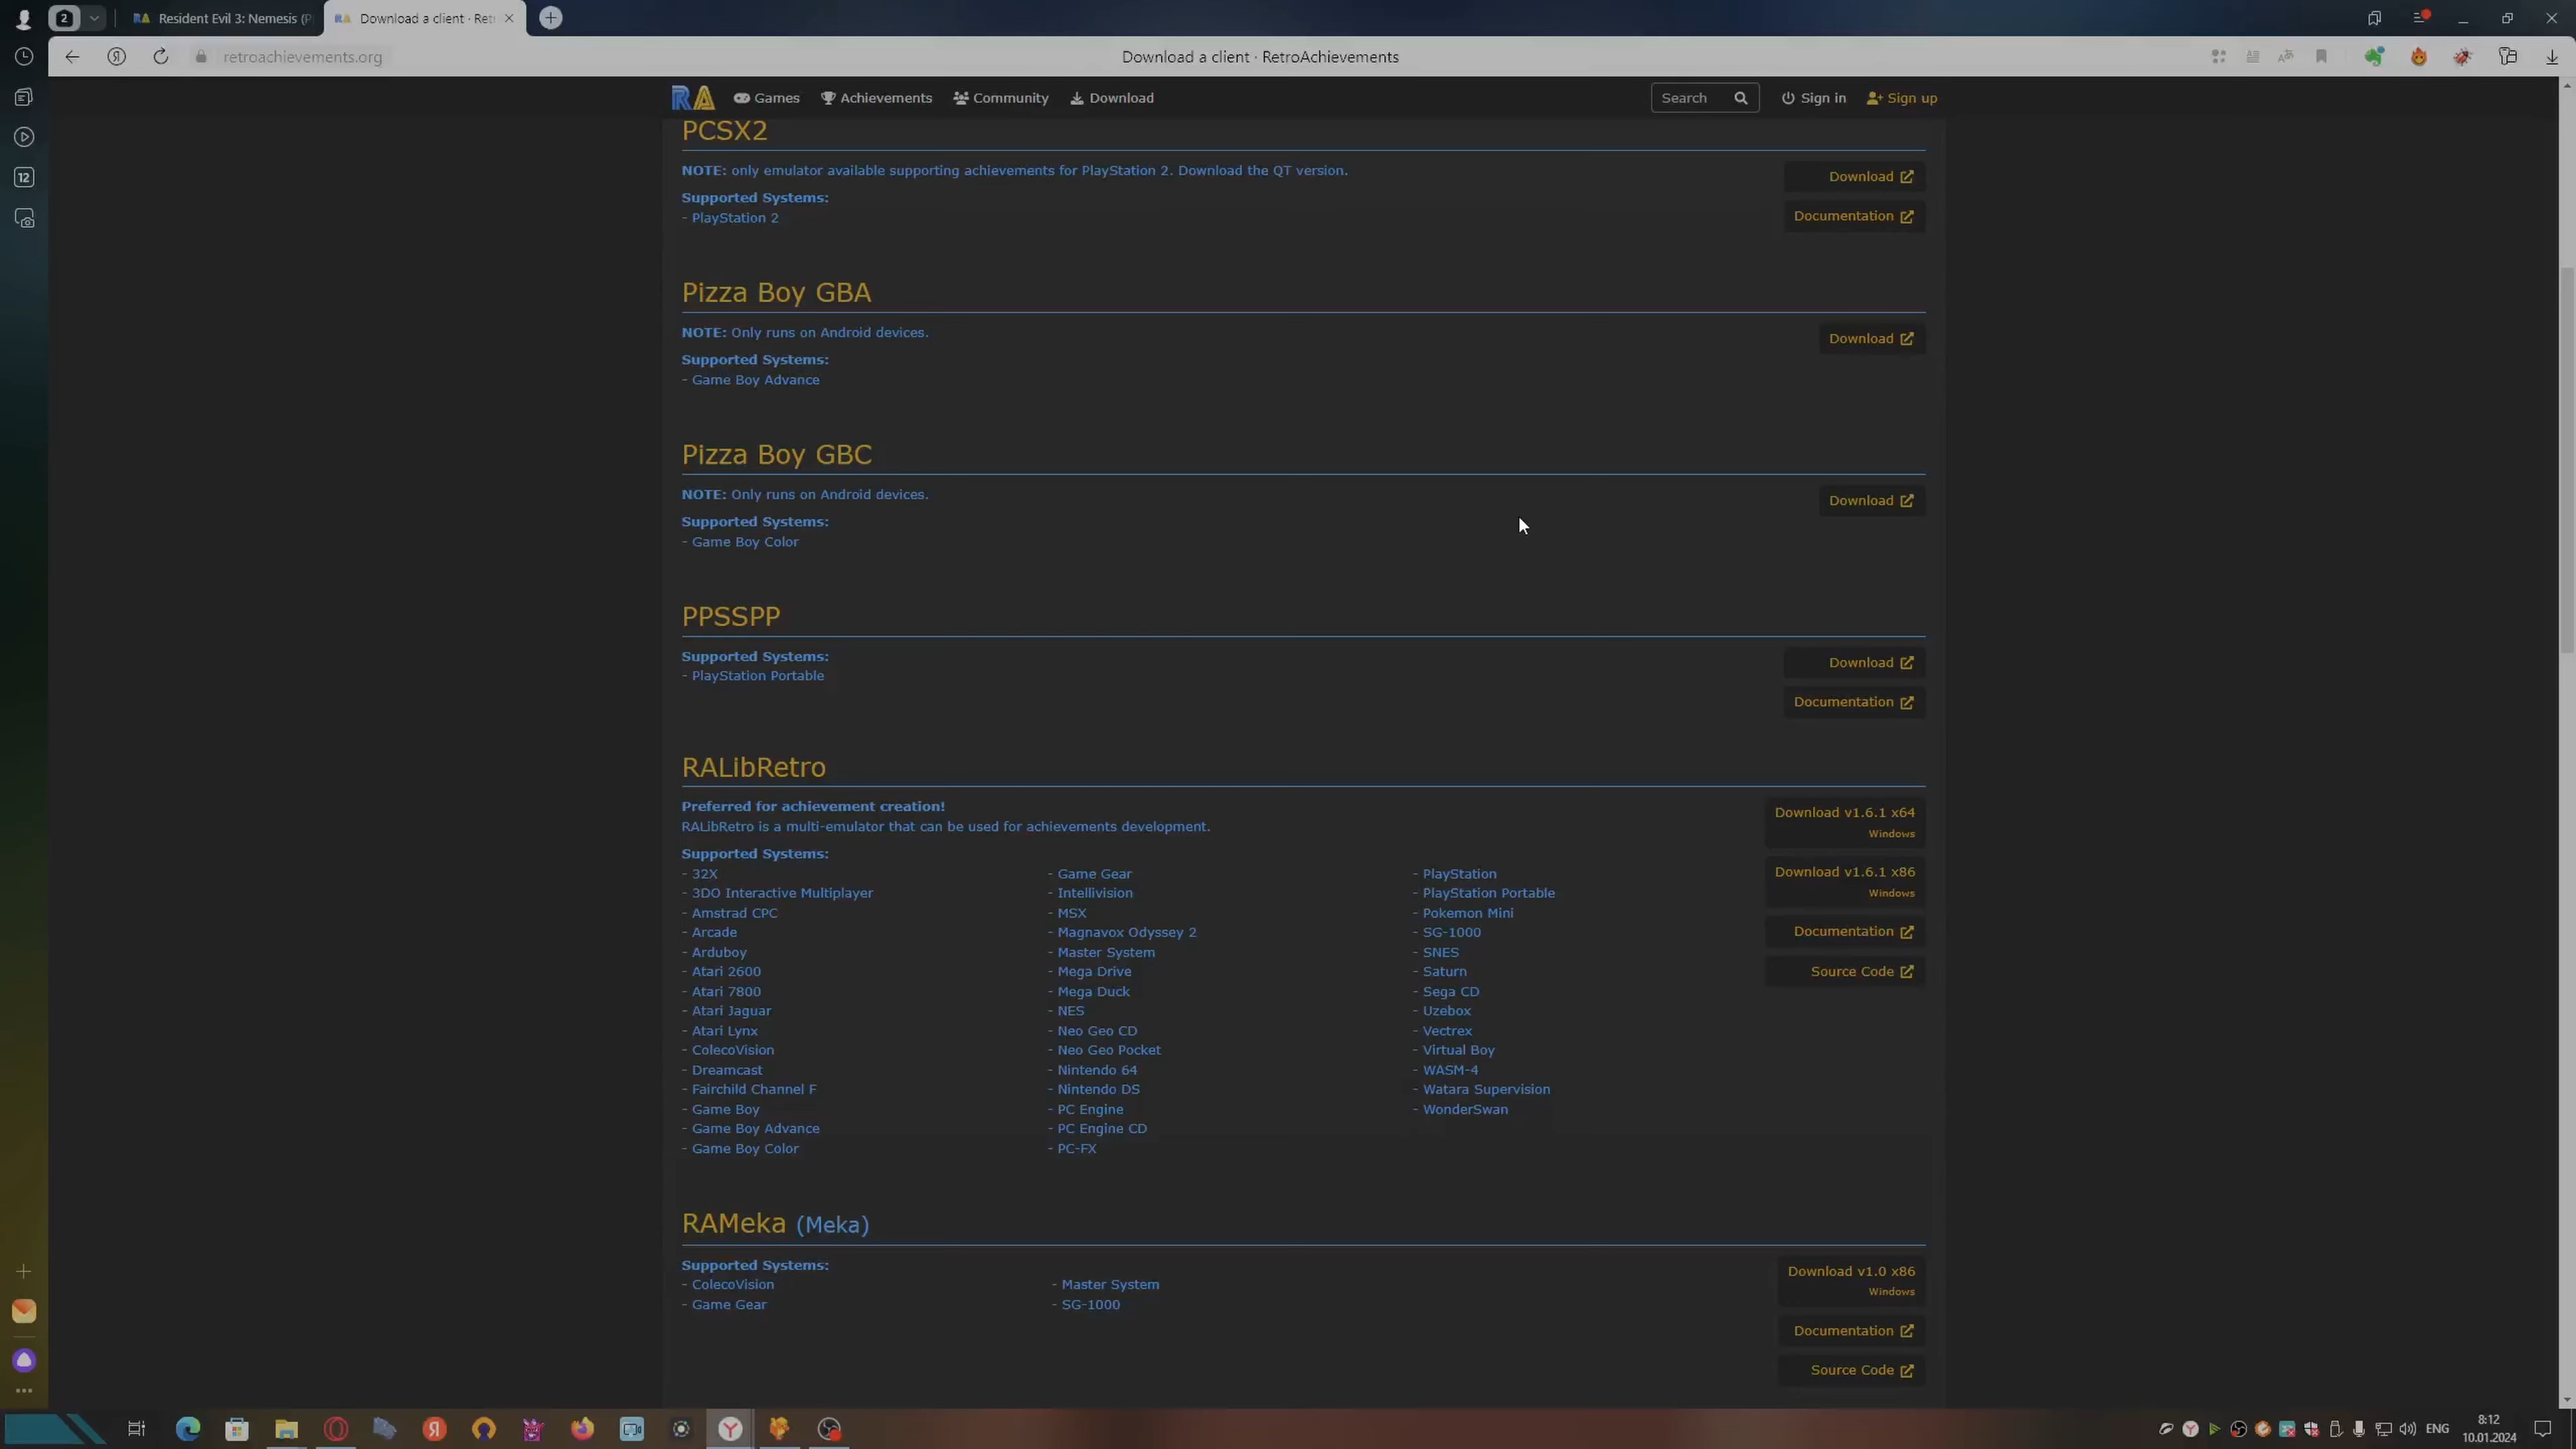 2
Resident Evil 3: Nemesis (P
Download a client · Ret
retroachievements.org
Download a client · RetroAchievements
RA
Games
Achievements
Community
Download
Search
Sign in
Sign up
12
PCSX2
NOTE: only emulator available supporting achievements for PlayStation 2. Download the QT version.
Download
Supported Systems:
- PlayStation 2
Documentation
Pizza Boy GBA
NOTE: Only runs on Android devices.
Download
Supported Systems:
- Game Boy Advance
Pizza Boy GBC
NOTE: Only runs on Android devices.
Download
Supported Systems:
- Game Boy Color
PPSSPP
Supported Systems:
- PlayStation Portable
Download
Documentation
RALibRetro
Preferred for achievement creation!
RALibRetro is a multi-emulator that can be used for achievements development.
Supported Systems:
- 32X
- 3DO Interactive Multiplayer
- Amstrad CPC
- Arcade
- Arduboy
- Atari 2600
- Atari 7800
- Atari Jaguar
- Atari Lynx
- ColecoVision
- Dreamcast
- Fairchild Channel F
- Game Boy
- Game Boy Advance
- Game Boy Color
- Game Gear
- Intellivision
- MSX
- Magnavox Odyssey 2
- Master System
- Mega Drive
- Mega Duck
- NES
- Neo Geo CD
- Neo Geo Pocket
- Nintendo 64
- Nintendo DS
- PC Engine
- PC Engine CD
- PC-FX
- PlayStation
- PlayStation Portable
- Pokemon Mini
- SG-1000
- SNES
- Saturn
- Sega CD
- Uzebox
- Vectrex
- Virtual Boy
- WASM-4
- Watara Supervision
- WonderSwan
Download v1.6.1 x64
Windows
Download v1.6.1 x86
Windows
Documentation
Source Code
RAMeka (Meka)
Supported Systems:
- ColecoVision
- Game Gear
- Master System
- SG-1000
Download v1.0 x86
Windows
Documentation
Source Code
ENG
8:12
10.01.2024